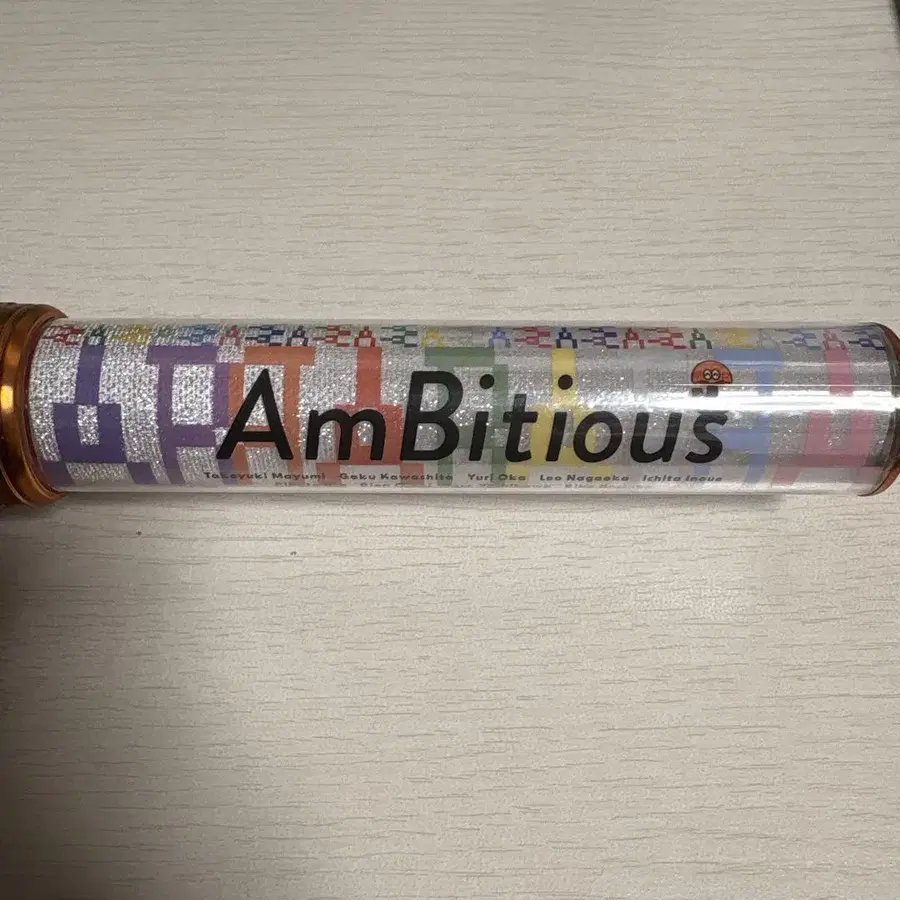 AmBitious
Takeyuki Mayumi Gaku Kawashita Yuri Oka Leo Nagaoka Ichita Inoue